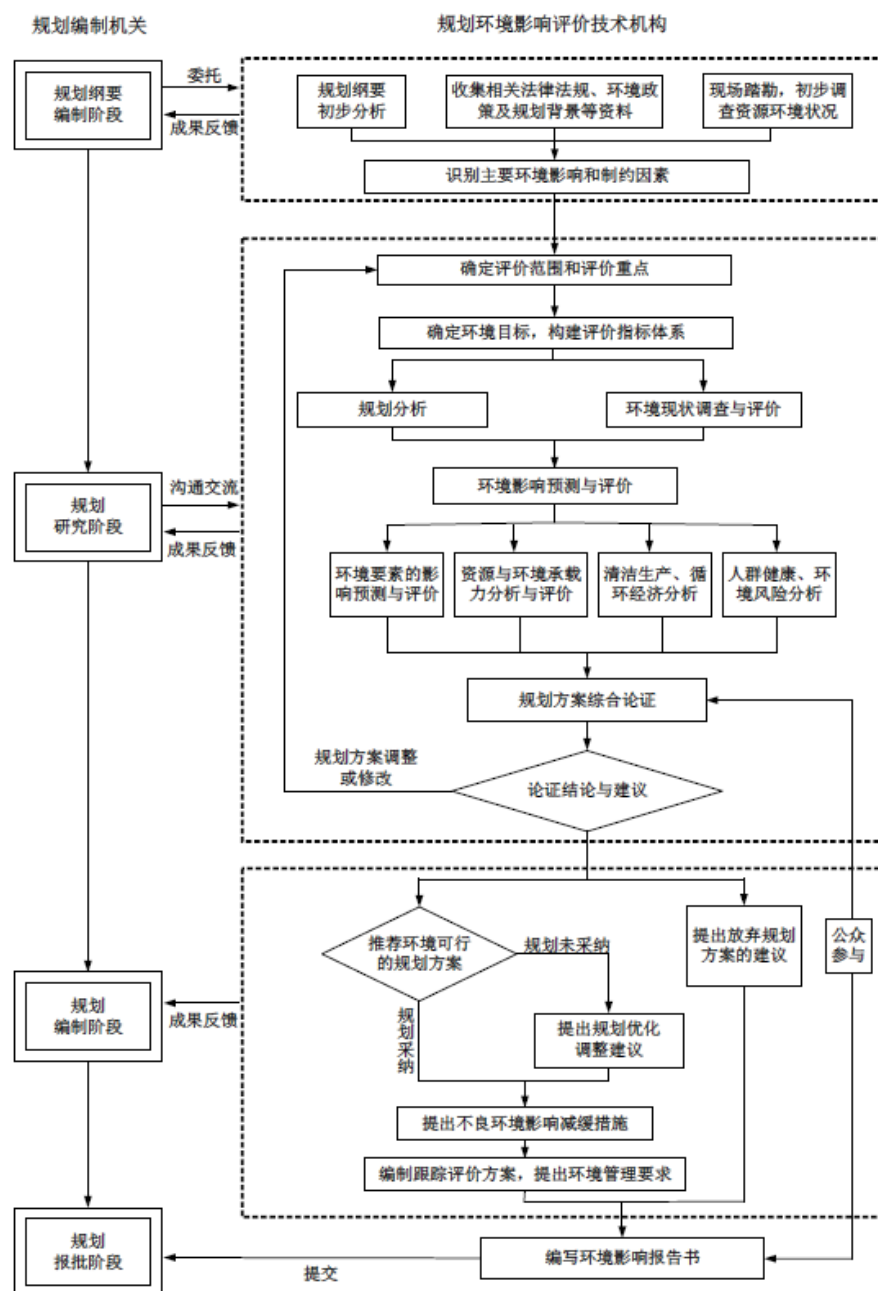 规划编制机关
规划环境影响评价技术机构
规划纲要
编制阶段
委托
成果反馈
规划纲要
初步分析
收集相关法律法规、环境政
策及规划背景等资料
现场踏勘，初步调
查资源环境状况
识别主要环境影响和制约因素
确定评价范围和评价重点
确定环境目标，构建评价指标体系
规划分析
环境现状调查与评价
规划
研究阶段
沟通交流
成果反馈
环境影响预测与评价
环境要素的影
响预测与评价
资源与环境承载
力分析与评价
清洁生产、循
环经济分析
人群健康、环
境风险分析
规划方案综合论证
规划方案调整
或修改
论证结论与建议
推荐环境可行
的规划方案
规划未采纳
提出放弃规划
方案的建议
公众
参与
规划
编制阶段
成果反馈
规划采纳
提出规划优化
调整建议
提出不良环境影响减缓措施
编制跟踪评价方案，提出环境管理要求
规划
报批阶段
提交
编写环境影响报告书